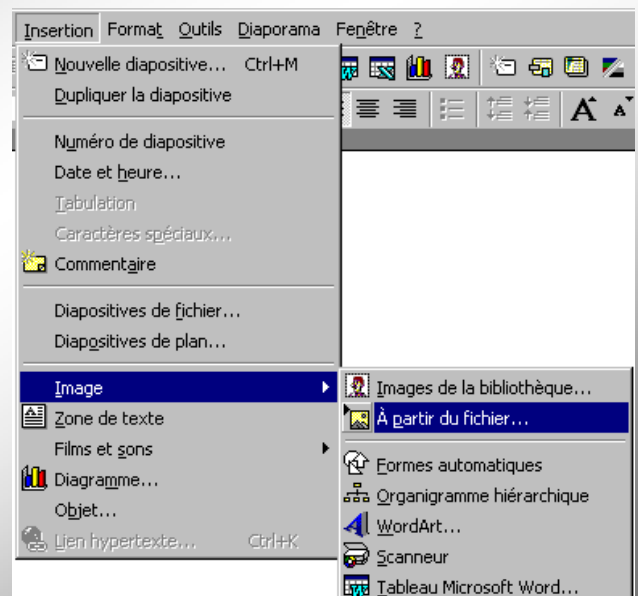 Insertion Format Outils Diaporama Fenêtre ?
Nouvelle diapositive... Ctrl+M
Dupliquer la diapositive
Numéro de diapositive
Date et heure...
Tabulation
Caractères spéciaux...
Commentaire
Diapositives de fichier...
Diapositives de plan...
Image
Zone de texte
Films et sons
Diagramme...
Objet...
Lien hypertexte... Ctrl+K
Images de la bibliothèque...
À partir du fichier...
Formes automatiques
Organigramme hiérarchique
WordArt...
Scanneur
Tableau Microsoft Word...